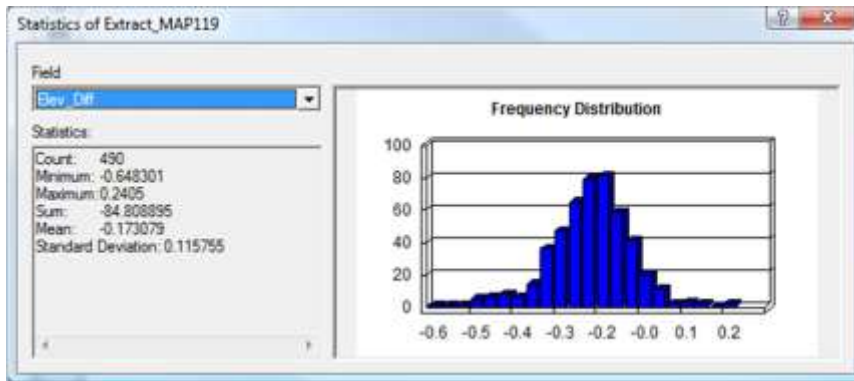 Statistics of Extract_MAP119
Field
Elev_Diff
Statistics:
Count: 490
Minimum: -0.648301
Maximum: 0.2405
Sum: -84.808895
Mean: -0.173079
Standard Deviation: 0.115755
Frequency Distribution
100
80
60
40
20
0
-0.6 -0.5 -0.4 -0.3 -0.2 -0.0 0.1 0.2